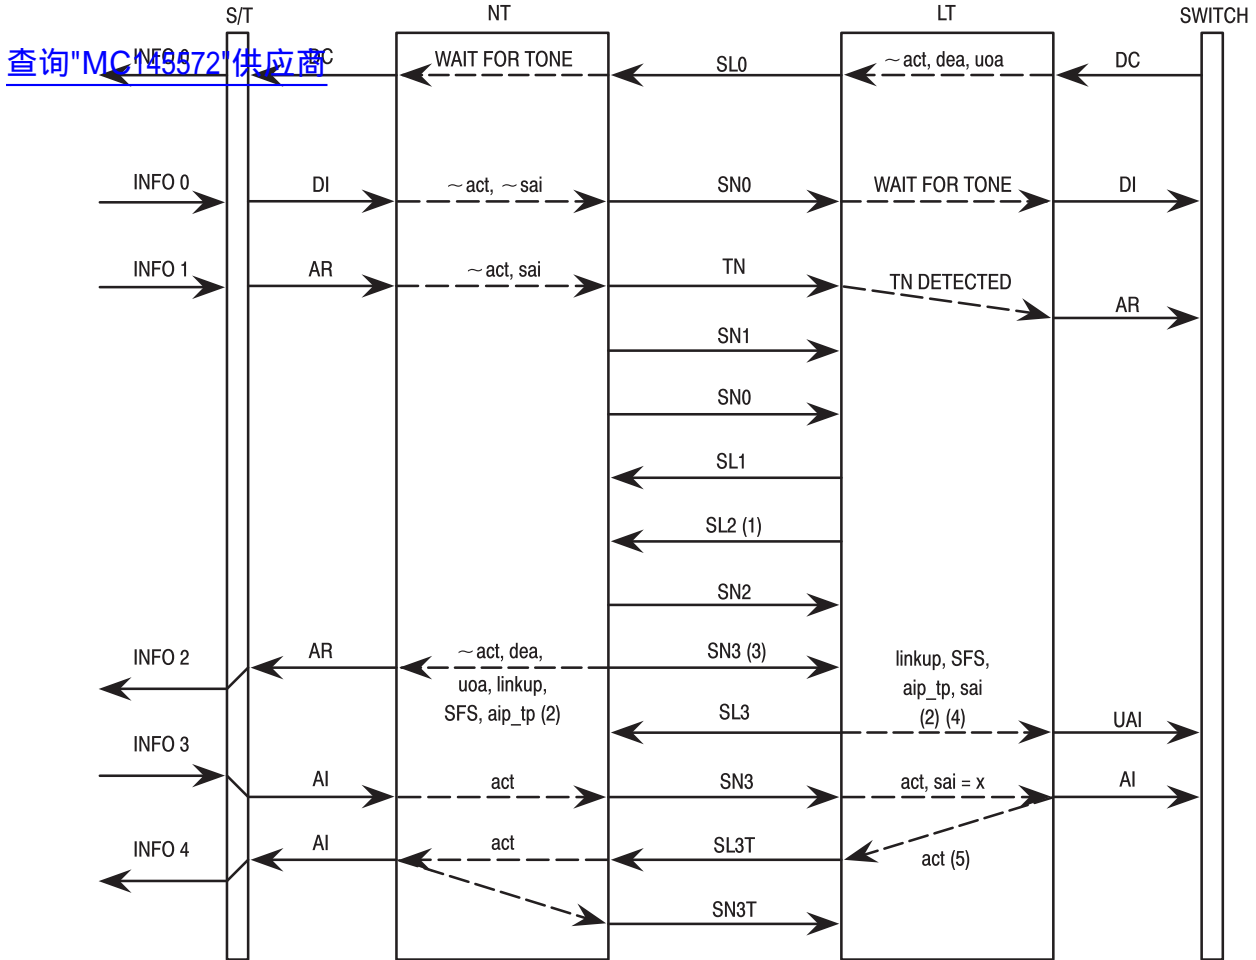 S/T NT LT SWITCH
查询"MC145572"供应商
INFO 0 DC WAIT FOR TONE SL0 ~act, dea, uoa DC
INFO 0 DI ~act, ~sai SN0 WAIT FOR TONE DI
INFO 1 AR ~act, sai TN TN DETECTED
AR
SN1
SN0
SL1
SL2 (1)
SN2
INFO 2 AR ~act, dea, SN3 (3) linkup, SFS,
uoa, linkup, aip_tp, sai
SFS, aip_tp (2) SL3 (2) (4) UAI
INFO 3
AI act SN3 act, sai = x AI
INFO 4 AI act SL3T act (5)
SN3T